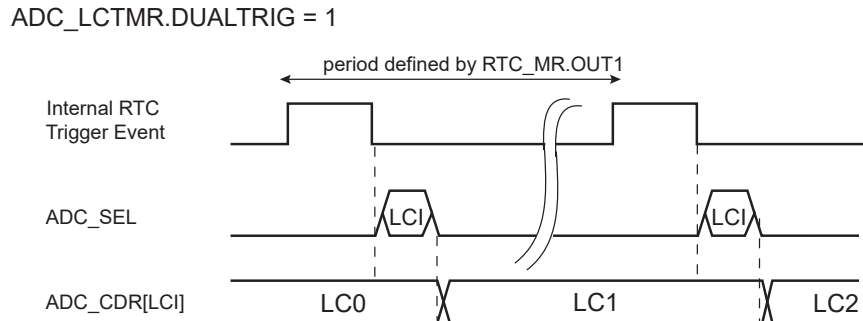 ADC_LCTMR.DUALTRIG = 1
period defined by RTC_MR.OUT1
Internal RTC
Trigger Event
ADC_SEL
LCI
LCI
ADC_CDR[LCI]
LC0
LC1
LC2